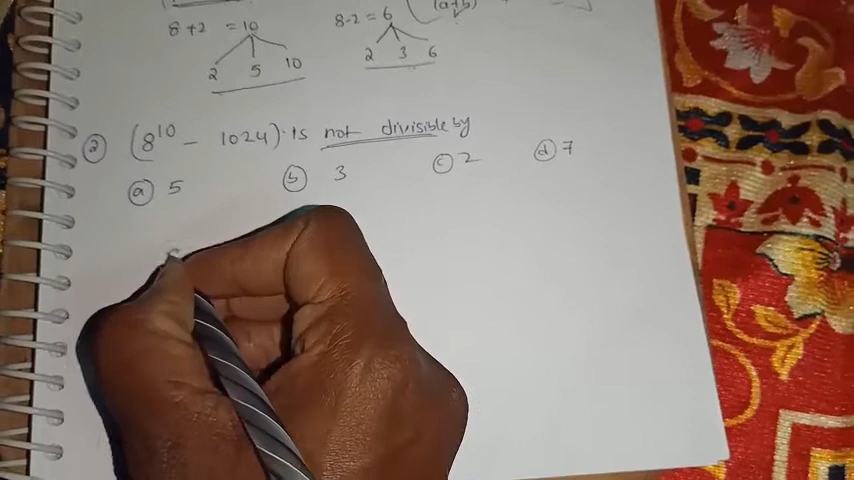 (a+b)
8+2 = 10 8-2 = 6
2 5 10 2 3 6
② (8¹⁰ - 1024) is not divisible by
ⓐ 5 ⓑ 3 ⓒ 2 ⓓ 7